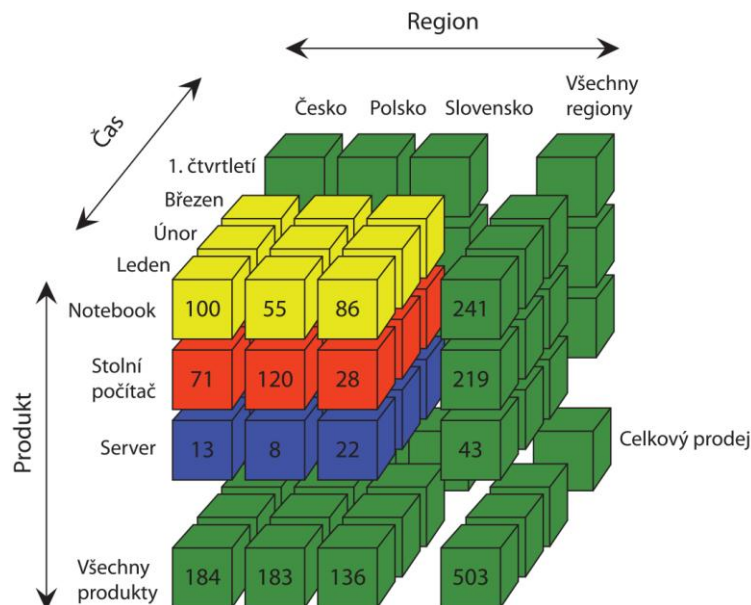 Region
Všechny
regiony
Česko Polsko Slovensko
Čas
1. čtvrtletí
Březen
Únor
Leden
Notebook 100 55 86 241
Stolní
počítač 71 120 28 219
Server 13 8 22 43
Celkový prodej
Produkt
Všechny
produkty 184 183 136 503